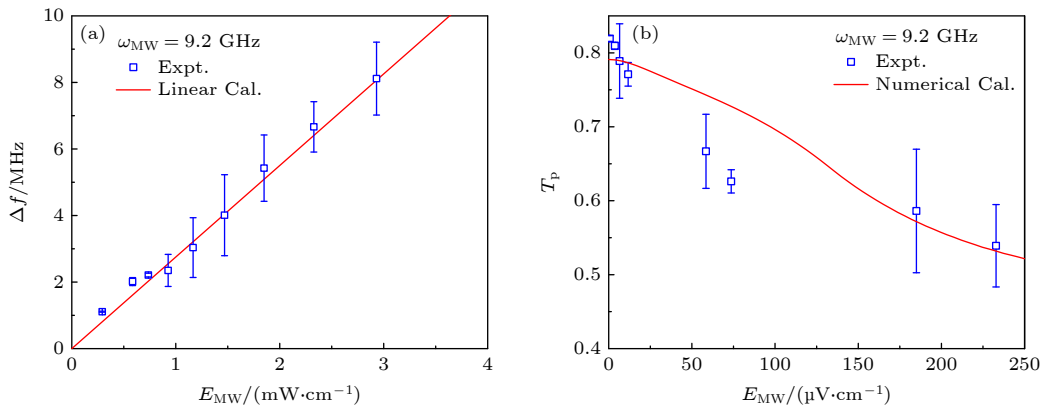 (a)
ω_MW = 9.2 GHz
Expt.
Linear Cal.
10
8
6
4
2
0
Δf/MHz
0 1 2 3 4
E_MW/(mW·cm⁻¹)
(b)
ω_MW = 9.2 GHz
Expt.
Numerical Cal.
0.8
0.7
0.6
0.5
0.4
T_p
0 50 100 150 200 250
E_MW/(µV·cm⁻¹)